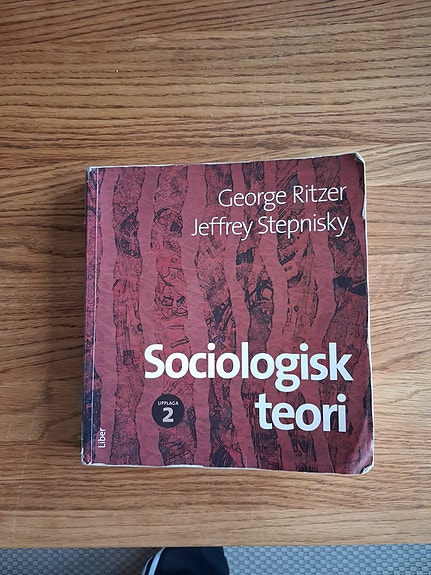 George Ritzer
Jeffrey Stepnisky
Sociologisk
teori
UPPLAGA
2
Liber